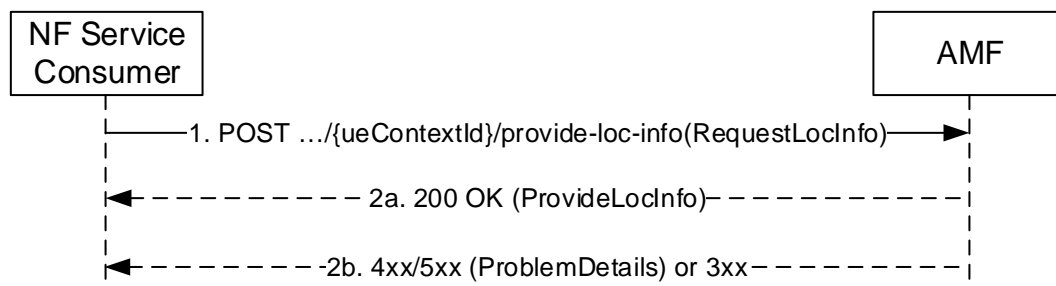 NF Service
Consumer
AMF
1. POST …/{ueContextId}/provide-loc-info(RequestLocInfo)
2a. 200 OK (ProvideLocInfo)
2b. 4xx/5xx (ProblemDetails) or 3xx